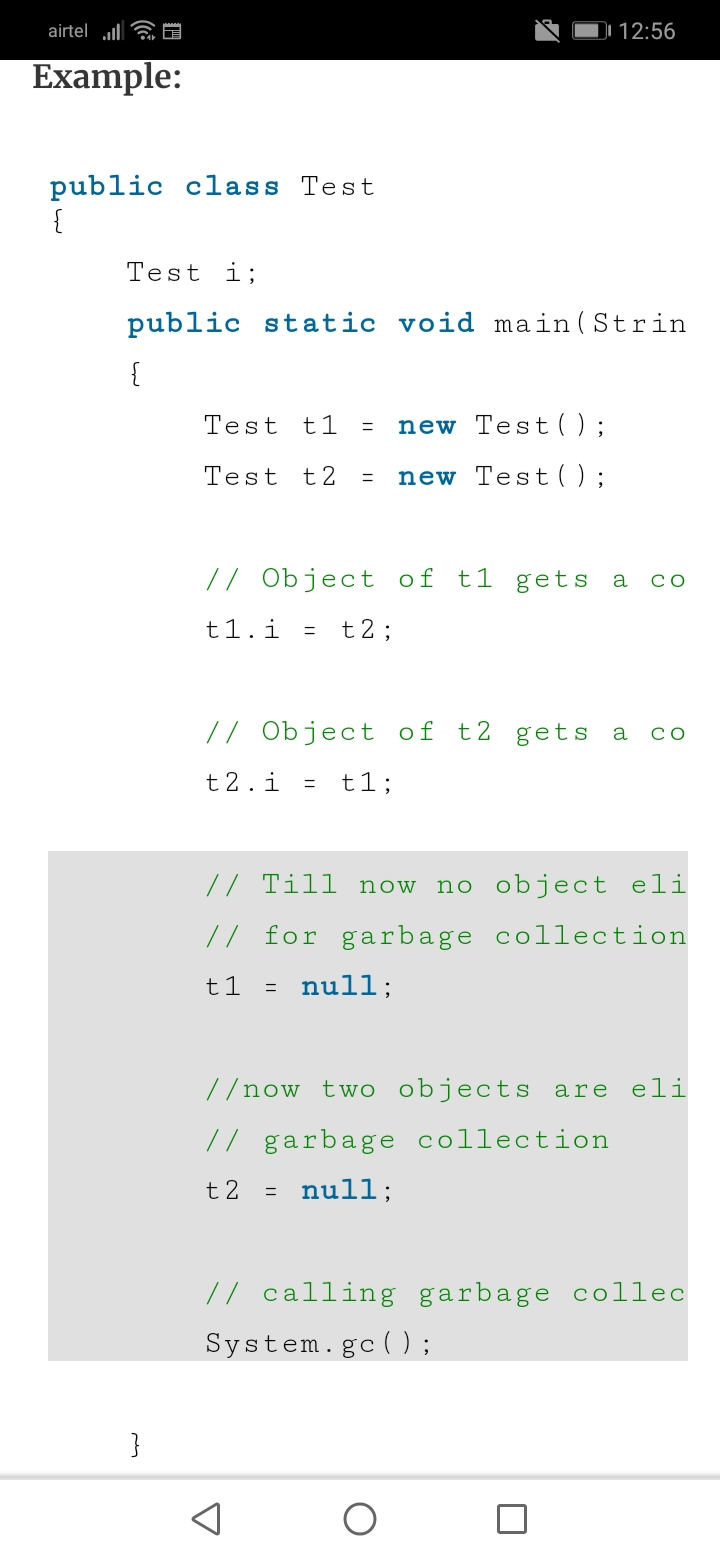 airtel 12:56
Example:
public class Test
{
Test i;
public static void main(Strin
{
Test t1 = new Test();
Test t2 = new Test();
// Object of t1 gets a co
t1.i = t2;
// Object of t2 gets a co
t2.i = t1;
// Till now no object eli
// for garbage collection
t1 = null;
//now two objects are eli
// garbage collection
t2 = null;
// calling garbage collec
System.gc();
}